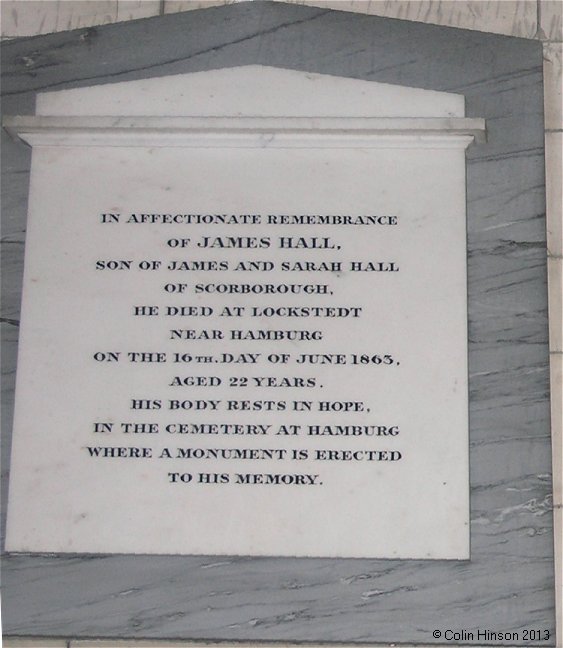 IN AFFECTIONATE REMEMBRANCE
OF JAMES HALL,
SON OF JAMES AND SARAH HALL
OF SCORBOROUGH,
HE DIED AT LOCKSTEDT
NEAR HAMBURG
ON THE 16TH. DAY OF JUNE 1863,
AGED 22 YEARS.
HIS BODY RESTS IN HOPE,
IN THE CEMETERY AT HAMBURG
WHERE A MONUMENT IS ERECTED
TO HIS MEMORY.
© Colin Hinson 2013